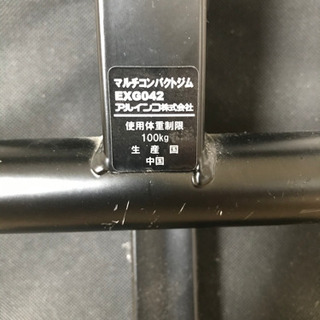 マルチコンパクトジム
EXG042
アルインコ株式会社
使用体重制限
100kg
生産国
中国